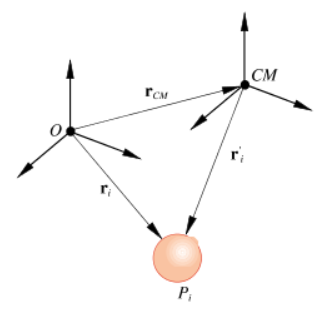 CM
r_CM
O
r'_i
r_i
P_i